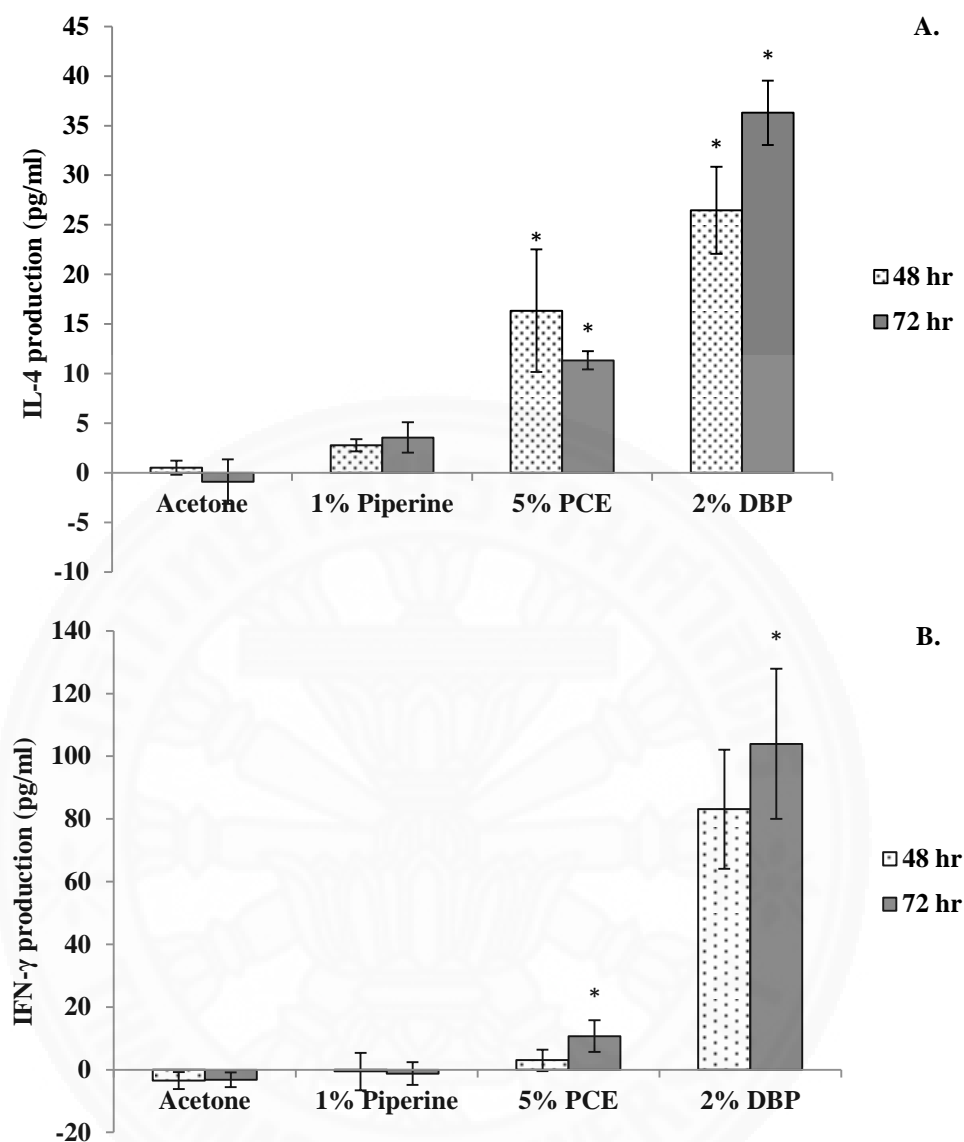 A.
IL-4 production (pg/ml)
45
40
35
30
25
20
15
10
5
0
-5
-10
*
*
*
*
Acetone 1% Piperine 5% PCE 2% DBP
48 hr
72 hr
B.
IFN-γ production (pg/ml)
140
120
100
80
60
40
20
0
-20
*
*
Acetone 1% Piperine 5% PCE 2% DBP
48 hr
72 hr